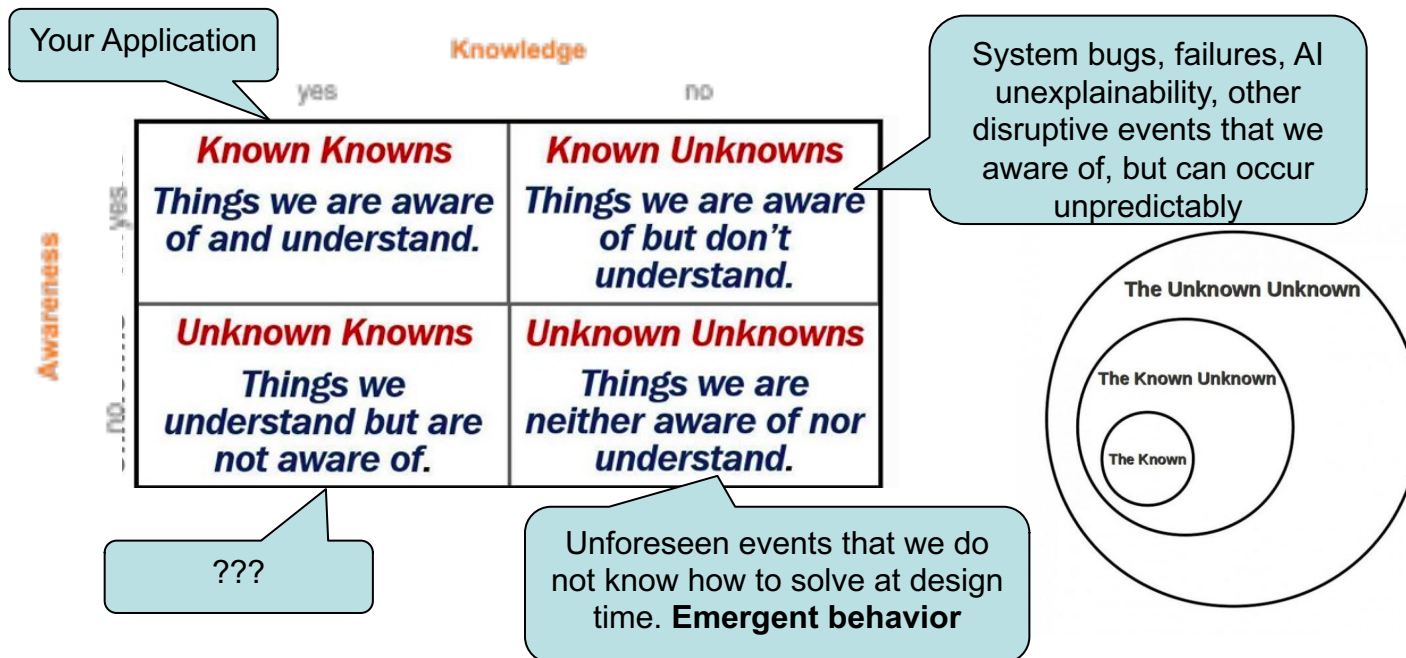 Your Application
Knowledge
yes
no
System bugs, failures, AI
unexplainability, other
disruptive events that we
aware of, but can occur
unpredictably
Awareness
yes
no
Known Knowns
Things we are aware
of and understand.
Known Unknowns
Things we are aware
of but don't
understand.
Unknown Knowns
Things we
understand but are
not aware of.
Unknown Unknowns
Things we are
neither aware of nor
understand.
The Unknown Unknown
The Known Unknown
The Known
???
Unforeseen events that we do
not know how to solve at design
time. Emergent behavior